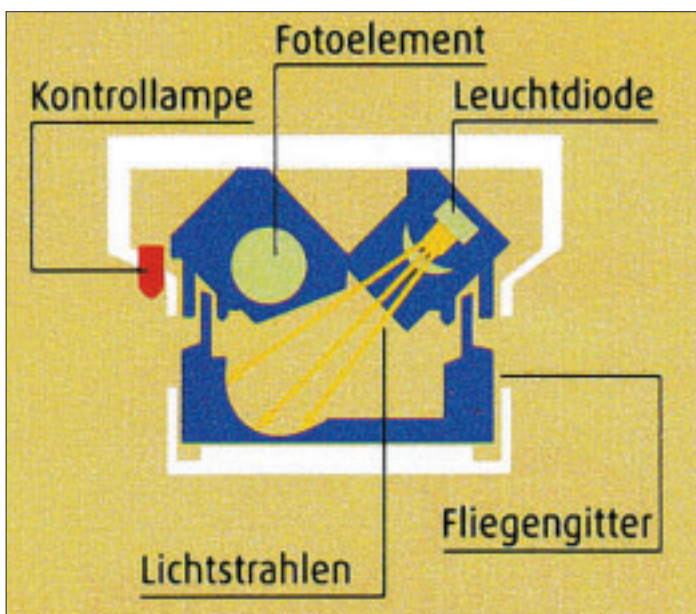 Fotoelement
Kontrollampe
Leuchtdiode
Fliegengitter
Lichtstrahlen